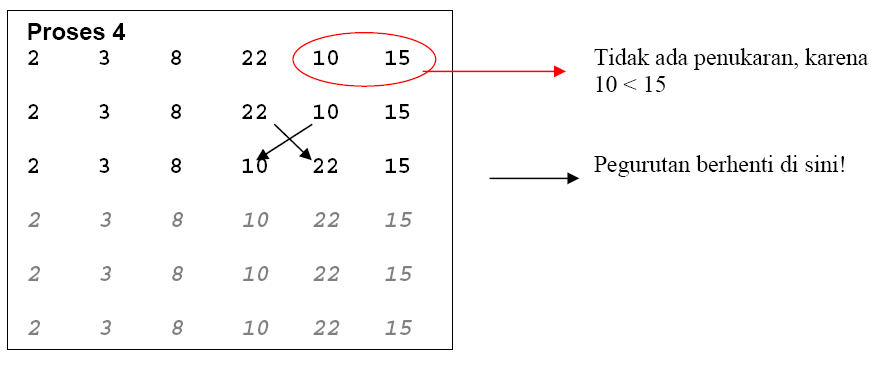 Proses 4
2 3 8 22 10 15
Tidak ada penukaran, karena
10 < 15
2 3 8 22 10 15
2 3 8 10 22 15
Pegurutan berhenti di sini!
2 3 8 10 22 15
2 3 8 10 22 15
2 3 8 10 22 15